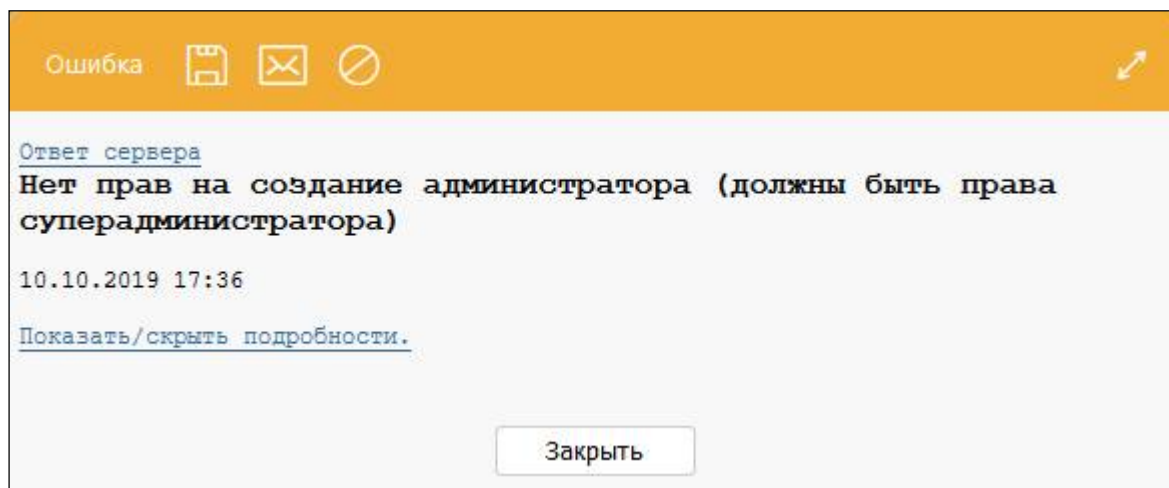 Ошибка
Ответ сервера
Нет прав на создание администратора (должны быть права
суперадминистратора)
10.10.2019 17:36
Показать/скрыть подробности.
Закрыть